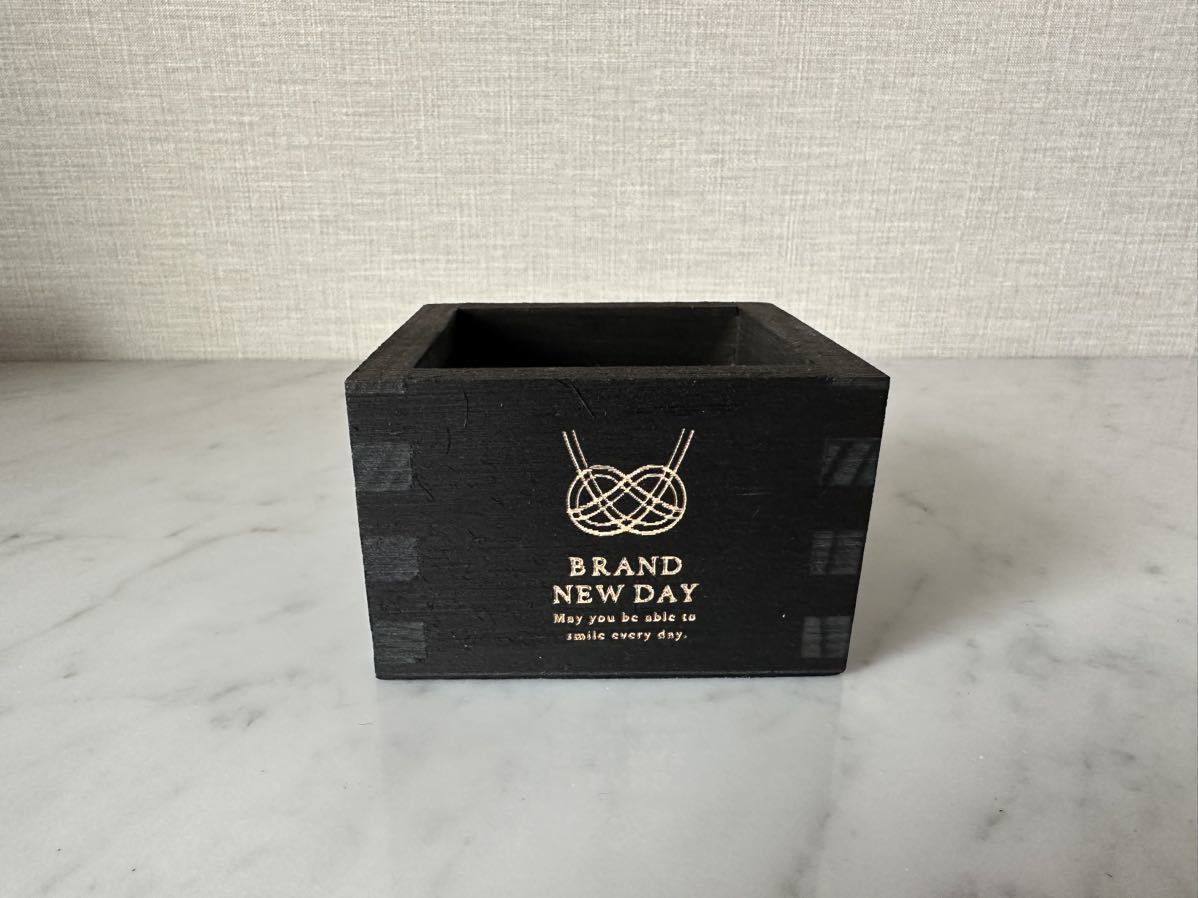 BRAND
NEW DAY
May you be able to
smile every day.